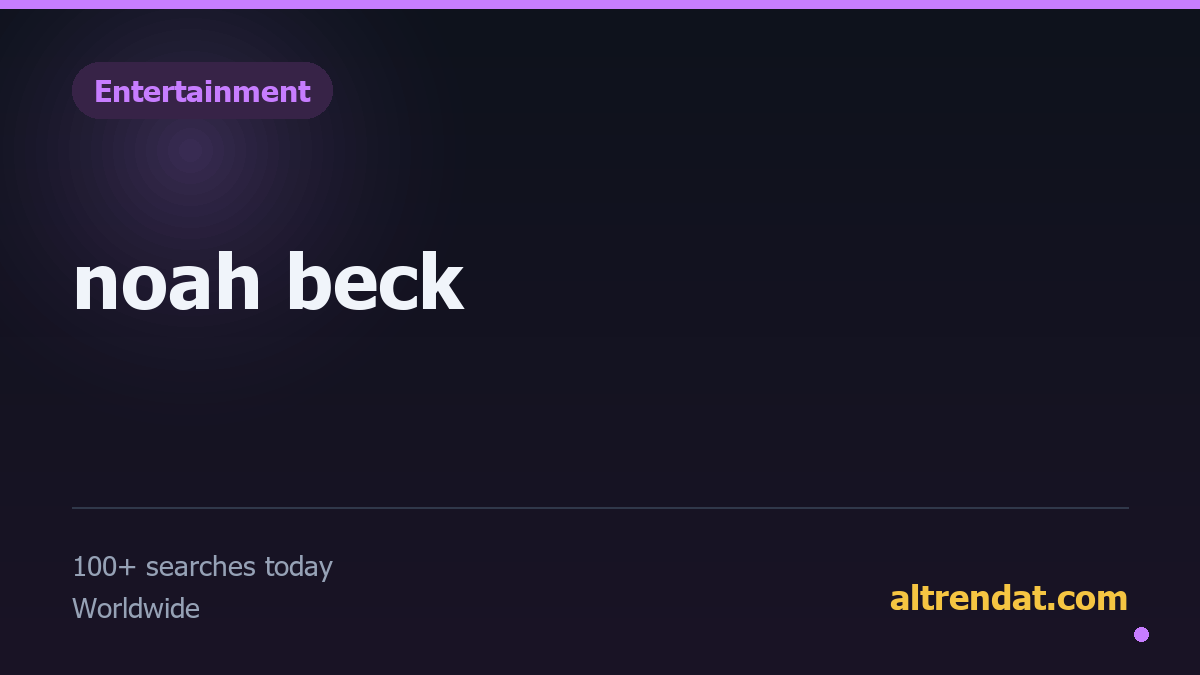 Entertainment
noah beck
100+ searches today
Worldwide
altrendat.com